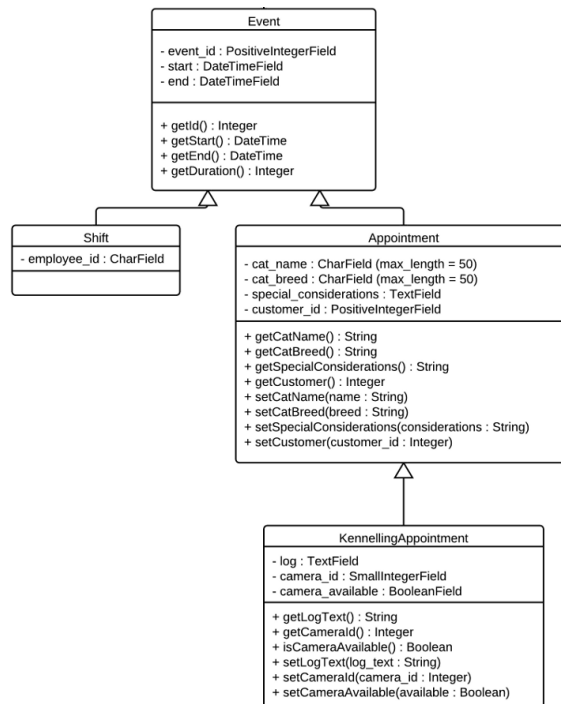 Event
- event_id : PositiveIntegerField
- start : DateTimeField
- end : DateTimeField
+ getId() : Integer
+ getStart() : DateTime
+ getEnd() : DateTime
+ getDuration() : Integer
Shift
- employee_id : CharField
Appointment
- cat_name : CharField (max_length = 50)
- cat_breed : CharField (max_length = 50)
- special_considerations : TextField
- customer_id : PositiveIntegerField
+ getCatName() : String
+ getCatBreed() : String
+ getSpecialConsiderations() : String
+ getCustomer() : Integer
+ setCatName(name : String)
+ setCatBreed(breed : String)
+ setSpecialConsiderations(considerations : String)
+ setCustomer(customer_id : Integer)
KennellingAppointment
- log : TextField
- camera_id : SmallIntegerField
- camera_available : BooleanField
+ getLogText() : String
+ getCameraId() : Integer
+ isCameraAvailable() : Boolean
+ setLogText(log_text : String)
+ setCameraId(camera_id : Integer)
+ setCameraAvailable(available : Boolean)